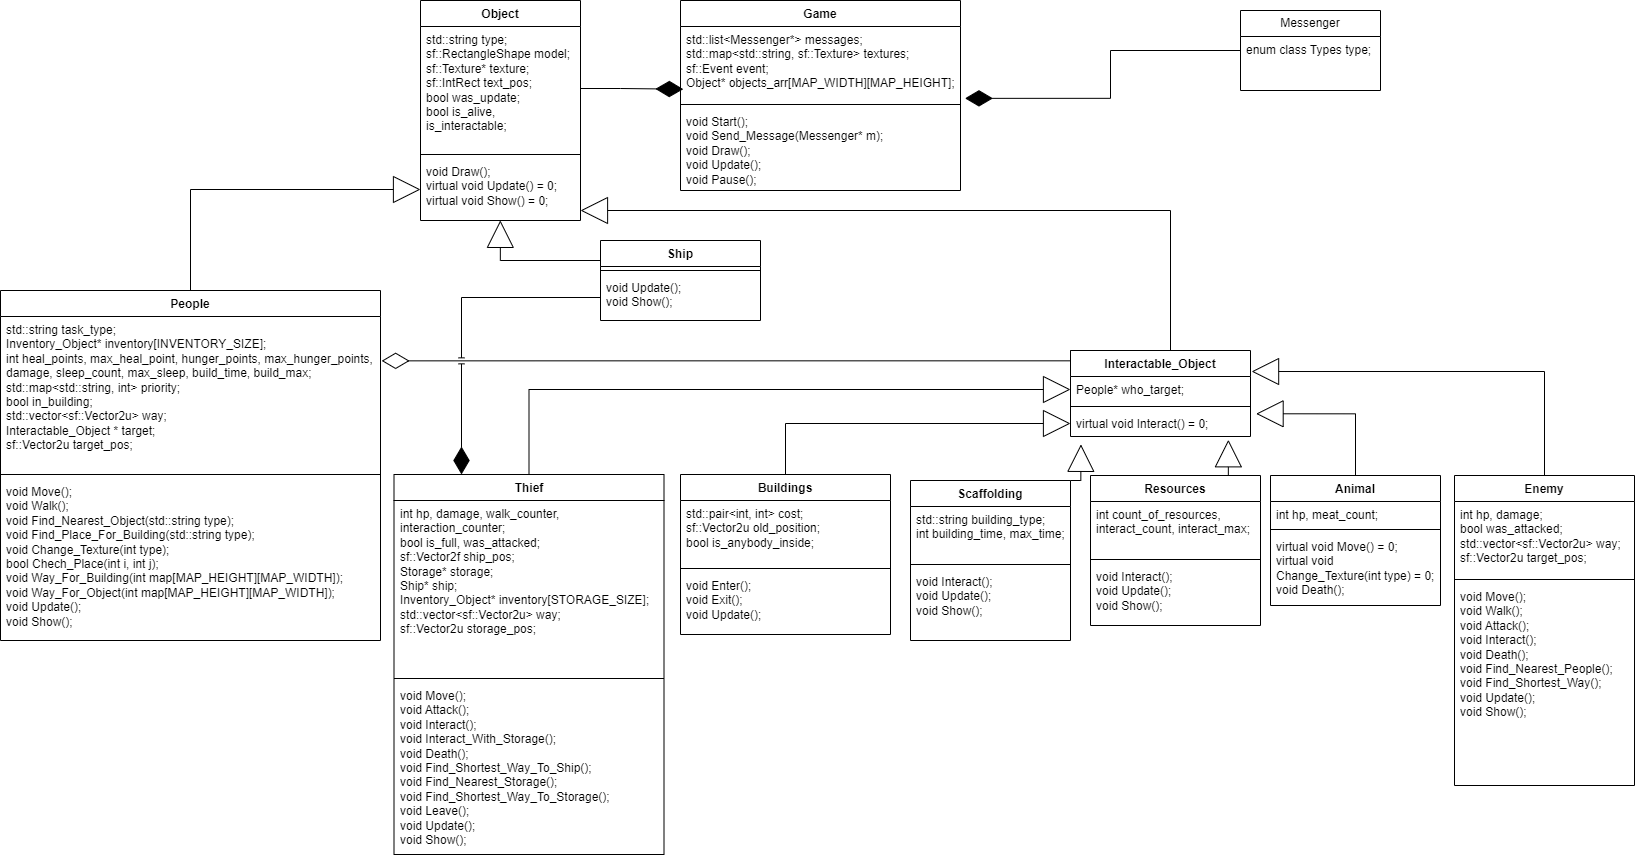 Object
std::string type;
sf::RectangleShape model;
sf::Texture* texture;
sf::IntRect text_pos;
bool was_update;
bool is_alive,
is_interactable;
void Draw();
virtual void Update() = 0;
virtual void Show() = 0;
Game
std::list<Messenger*> messages;
std::map<std::string, sf::Texture> textures;
sf::Event event;
Object* objects_arr[MAP_WIDTH][MAP_HEIGHT];
void Start();
void Send_Message(Messenger* m);
void Draw();
void Update();
void Pause();
Messenger
enum class Types type;
Ship
void Update();
void Show();
People
std::string task_type;
Inventory_Object* inventory[INVENTORY_SIZE];
int heal_points, max_heal_point, hunger_points, max_hunger_points,
damage, sleep_count, max_sleep, build_time, build_max;
std::map<std::string, int> priority;
bool in_building;
std::vector<sf::Vector2u> way;
Interactable_Object * target;
sf::Vector2u target_pos;
void Move();
void Walk();
void Find_Nearest_Object(std::string type);
void Find_Place_For_Building(std::string type);
void Change_Texture(int type);
bool Chech_Place(int i, int j);
void Way_For_Building(int map[MAP_HEIGHT][MAP_WIDTH]);
void Way_For_Object(int map[MAP_HEIGHT][MAP_WIDTH]);
void Update();
void Show();
Interactable_Object
People* who_target;
virtual void Interact() = 0;
Thief
int hp, damage, walk_counter,
interaction_counter;
bool is_full, was_attacked;
sf::Vector2f ship_pos;
Storage* storage;
Ship* ship;
Inventory_Object* inventory[STORAGE_SIZE];
std::vector<sf::Vector2u> way;
sf::Vector2u storage_pos;
void Move();
void Attack();
void Interact();
void Interact_With_Storage();
void Death();
void Find_Shortest_Way_To_Ship();
void Find_Nearest_Storage();
void Find_Shortest_Way_To_Storage();
void Leave();
void Update();
void Show();
Buildings
std::pair<int, int> cost;
sf::Vector2u old_position;
bool is_anybody_inside;
void Enter();
void Exit();
void Update();
Scaffolding
std::string building_type;
int building_time, max_time;
void Interact();
void Update();
void Show();
Resources
int count_of_resources,
interact_count, interact_max;
void Interact();
void Update();
void Show();
Animal
int hp, meat_count;
virtual void Move() = 0;
virtual void
Change_Texture(int type) = 0;
void Death();
Enemy
int hp, damage;
bool was_attacked;
std::vector<sf::Vector2u> way;
sf::Vector2u target_pos;
void Move();
void Walk();
void Attack();
void Interact();
void Death();
void Find_Nearest_People();
void Find_Shortest_Way();
void Update();
void Show();